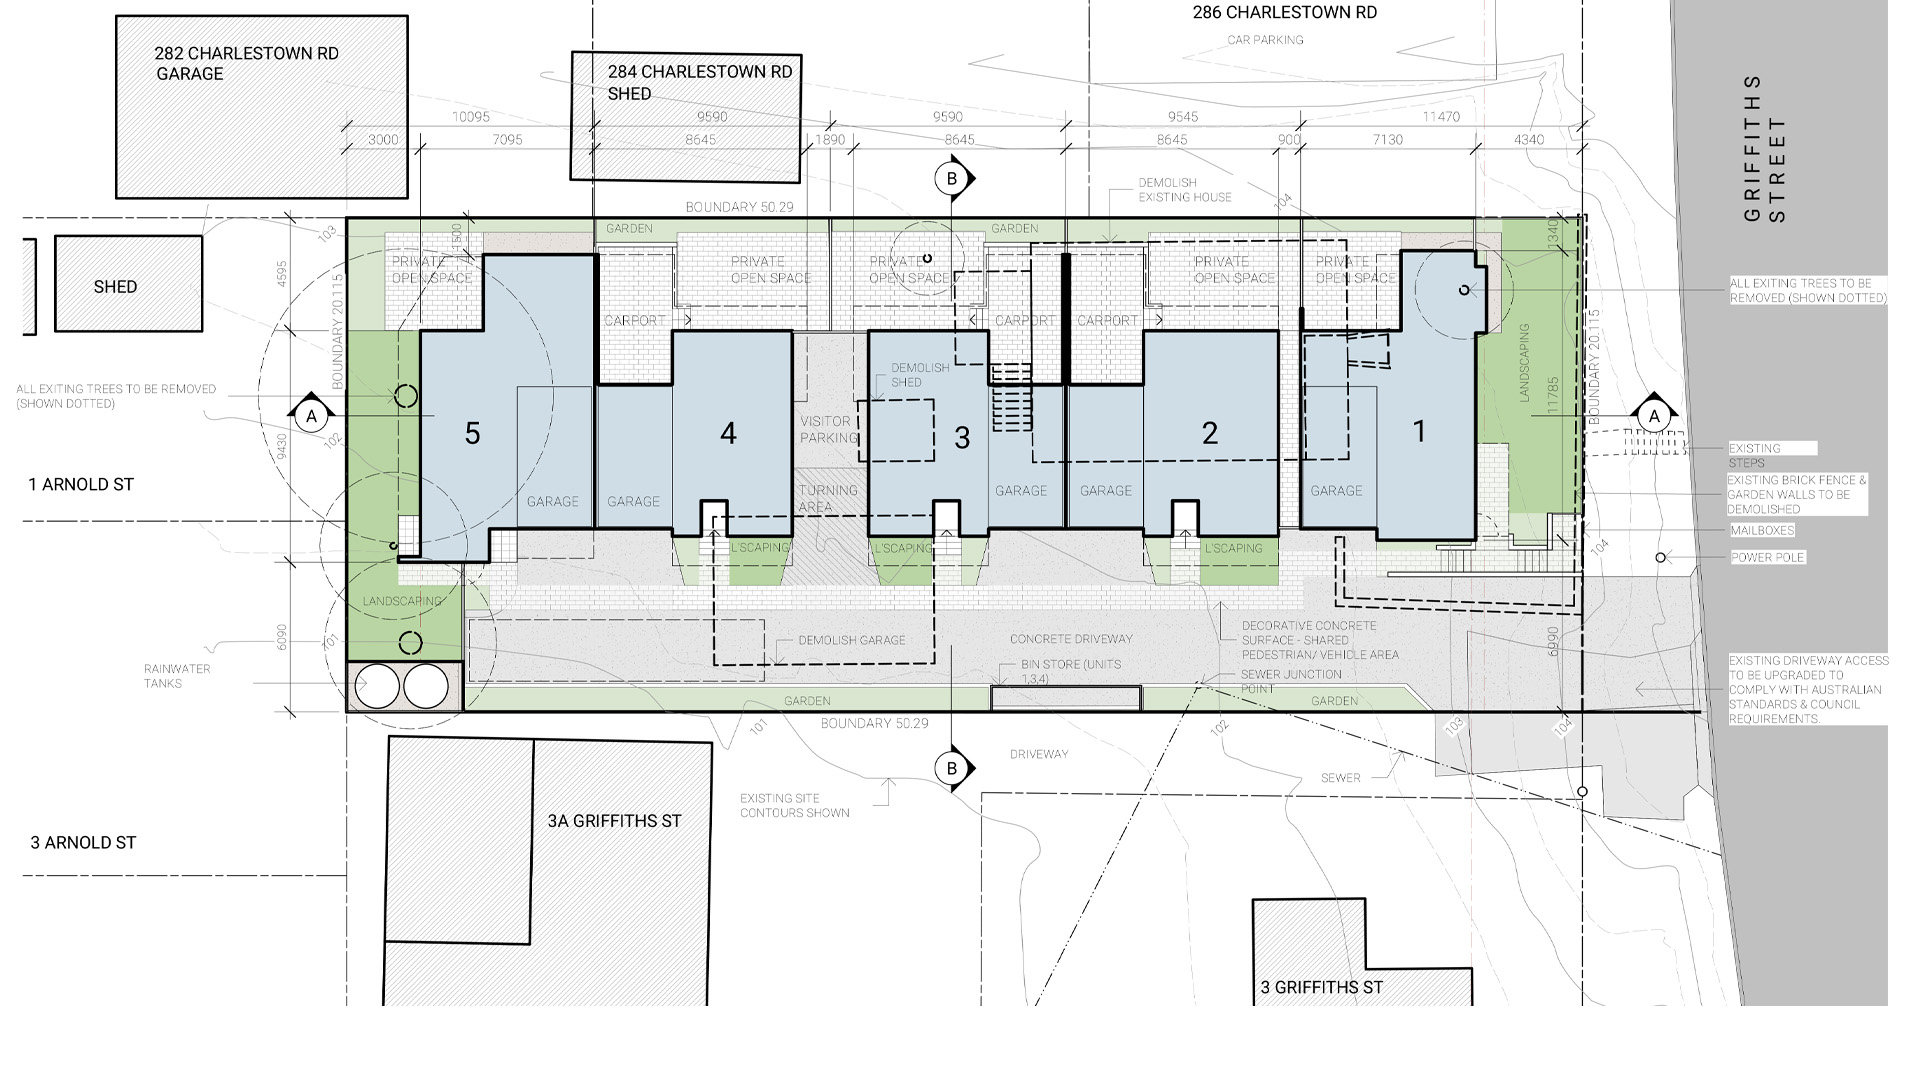 286 CHARLESTOWN RD
CAR PARKING
282 CHARLESTOWN RD
GARAGE
284 CHARLESTOWN RD
SHED
GRIFFITHS
STREET
10095
9590
9590
9545
11470
3000
7095
8645
1890
8645
8645
900
7130
4340
B
DEMOLISH
EXISTING HOUSE
104
BOUNDARY 50.29
103
GARDEN
GARDEN
1500
1340
4595
SHED
PRIVATE
OPEN SPACE
PRIVATE
OPEN SPACE
PRIVATE
OPEN SPACE
PRIVATE
OPEN SPACE
PRIVATE
OPEN SPACE
ALL EXITING TREES TO BE
REMOVED (SHOWN DOTTED)
BOUNDARY 20.115
CARPORT
CARPORT
CARPORT
LANDSCAPING
BOUNDARY 20.115
DEMOLISH
SHED
ALL EXITING TREES TO BE REMOVED
(SHOWN DOTTED)
11785
A
A
102
9430
5
4
VISITOR
PARKING
3
2
1
EXISTING
STEPS
1 ARNOLD ST
GARAGE
GARAGE
TURNING
AREA
GARAGE
GARAGE
GARAGE
EXISTING BRICK FENCE &
GARDEN WALLS TO BE
DEMOLISHED
MAILBOXES
104
POWER POLE
L'SCAPING
L'SCAPING
L'SCAPING
LANDSCAPING
6090
101
DEMOLISH GARAGE
CONCRETE DRIVEWAY
DECORATIVE CONCRETE
SURFACE - SHARED
PEDESTRIAN/ VEHICLE AREA
6990
RAINWATER
TANKS
BIN STORE (UNITS
1,3,4)
SEWER JUNCTION
POINT
EXISTING DRIVEWAY ACCESS
TO BE UPGRADED TO
COMPLY WITH AUSTRALIAN
STANDARDS & COUNCIL
REQUIREMENTS.
GARDEN
GARDEN
101
BOUNDARY 50.29
102
103
104
B
DRIVEWAY
SEWER
EXISTING SITE
CONTOURS SHOWN
3A GRIFFITHS ST
3 ARNOLD ST
3 GRIFFITHS ST